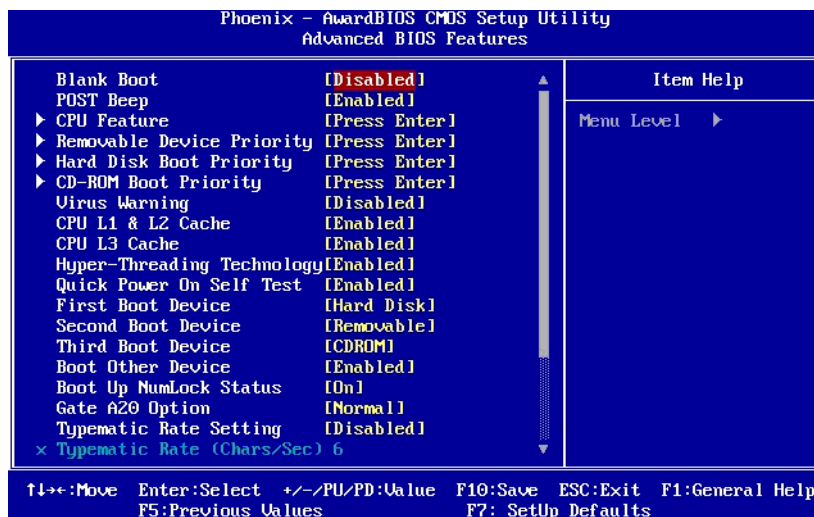 Phoenix - AwardBIOS CMOS Setup Utility
Advanced BIOS Features
Blank Boot [Disabled]
POST Beep [Enabled]
CPU Feature [Press Enter]
Removable Device Priority [Press Enter]
Hard Disk Boot Priority [Press Enter]
CD-ROM Boot Priority [Press Enter]
Virus Warning [Disabled]
CPU L1 & L2 Cache [Enabled]
CPU L3 Cache [Enabled]
Hyper-Threading Technology[Enabled]
Quick Power On Self Test [Enabled]
First Boot Device [Hard Disk]
Second Boot Device [Removable]
Third Boot Device [CDROM]
Boot Other Device [Enabled]
Boot Up NumLock Status [On]
Gate A20 Option [Normal]
Typematic Rate Setting [Disabled]
x Typematic Rate (Chars/Sec) 6
Item Help
Menu Level
↑↓→←:Move Enter:Select +/-/PU/PD:Value F10:Save ESC:Exit F1:General Help
F5:Previous Values F7: SetUp Defaults